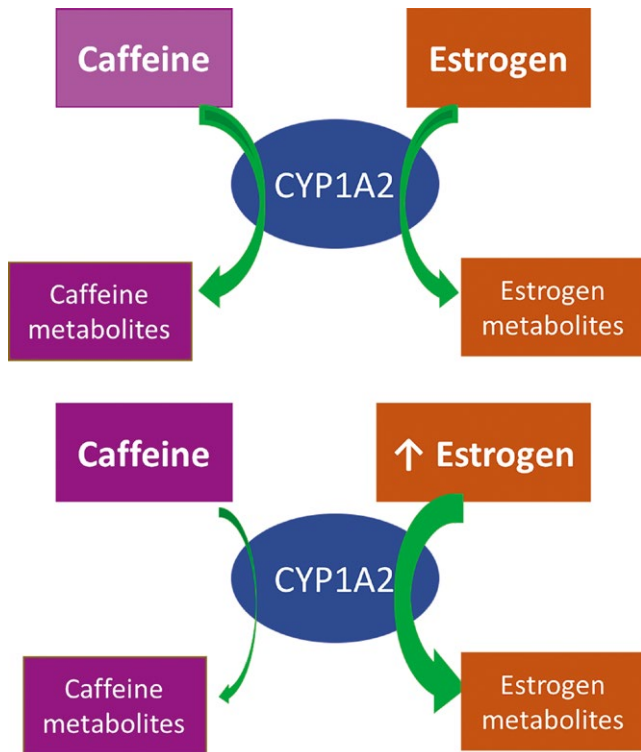 Caffeine
Estrogen
CYP1A2
Caffeine
metabolites
Estrogen
metabolites
Caffeine
↑ Estrogen
CYP1A2
Caffeine
metabolites
Estrogen
metabolites